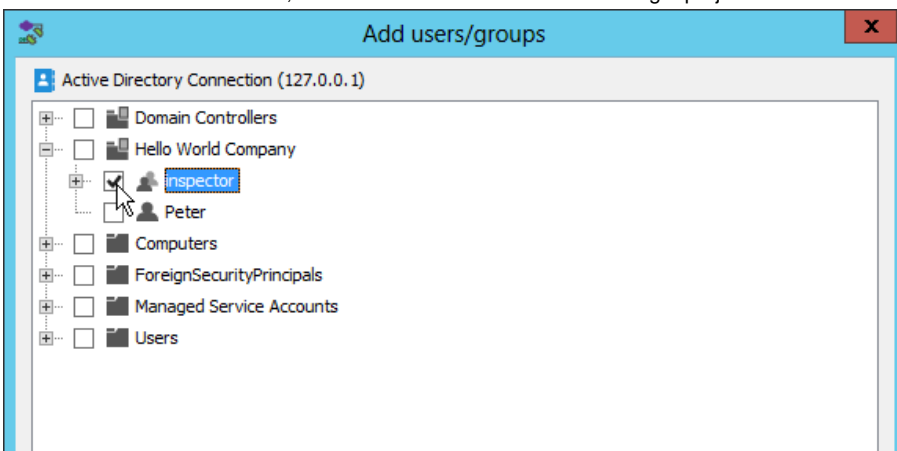 Add users/groups
x
Active Directory Connection (127.0.0.1)
Domain Controllers
Hello World Company
inspector
Peter
Computers
ForeignSecurityPrincipals
Managed Service Accounts
Users